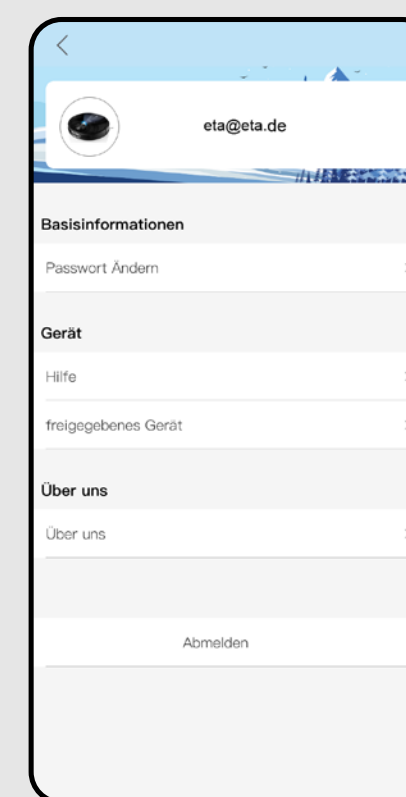 eta@eta.de
Basisinformationen
Passwort Ändern
Gerät
Hilfe
freigegebenes Gerät
Über uns
Über uns
Abmelden